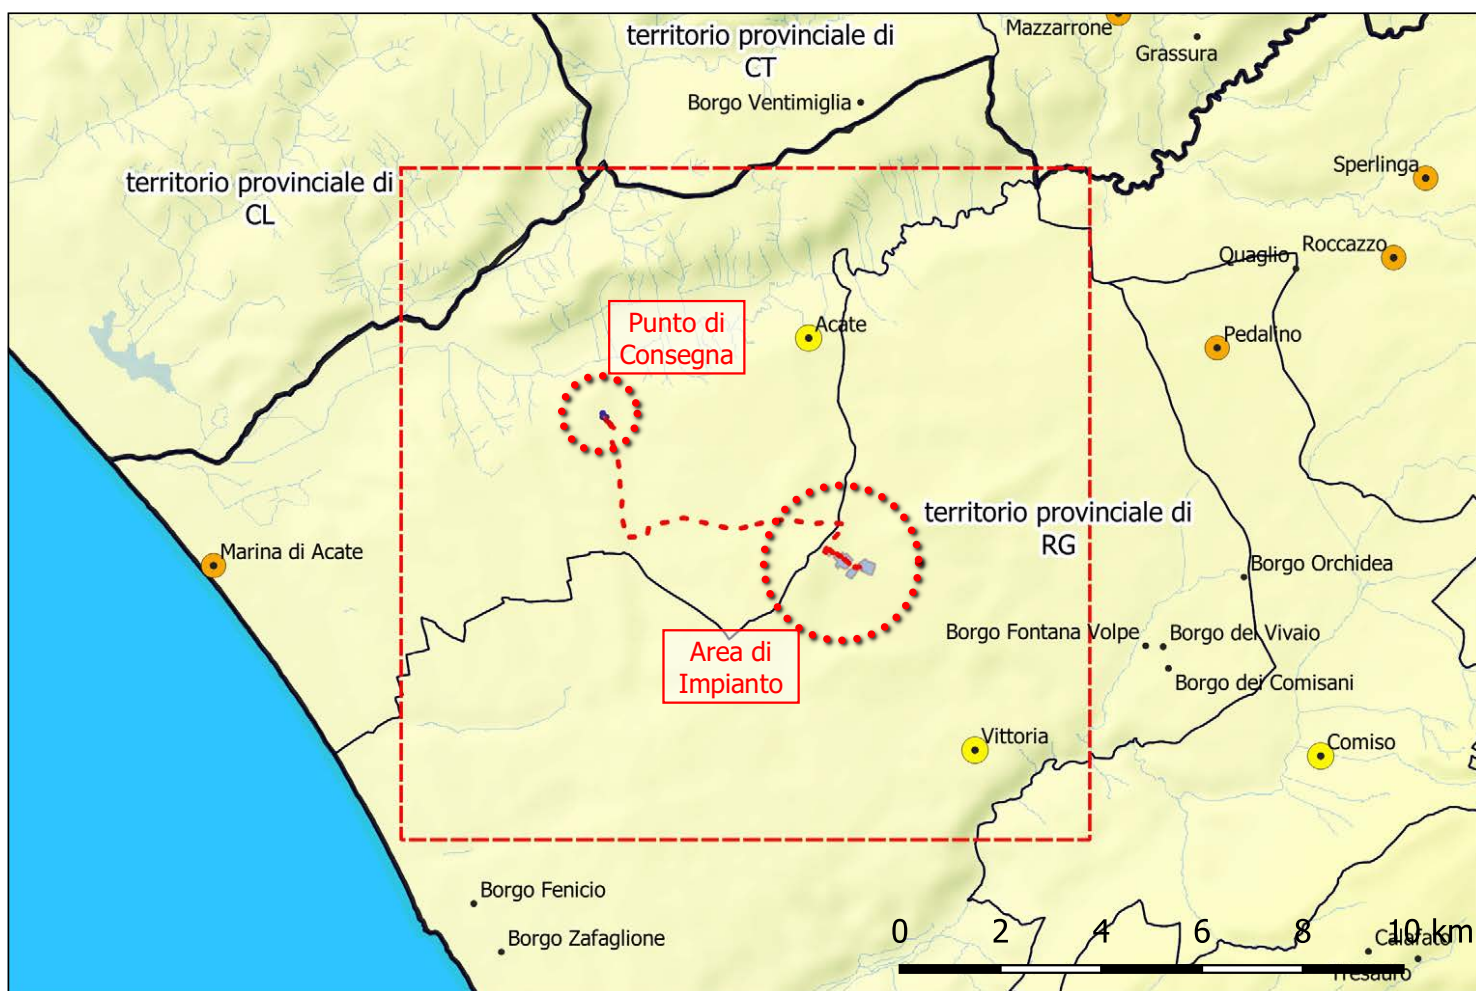 territorio provinciale di
CT
Mazzarrone
Grassura
Borgo Ventimiglia
territorio provinciale di
CL
Sperlinga
Quaglio
Roccazzo
Punto di
Consegna
Acate
Pedalino
territorio provinciale di
RG
Marina di Acate
Borgo Orchidea
Borgo Fontana Volpe
Borgo del Vivaio
Area di
Impianto
Borgo dei Comisani
Vittoria
Comiso
Borgo Fenicio
Borgo Zafaglione
0 2 4 6 8 10 km
Calafato
Tresauro